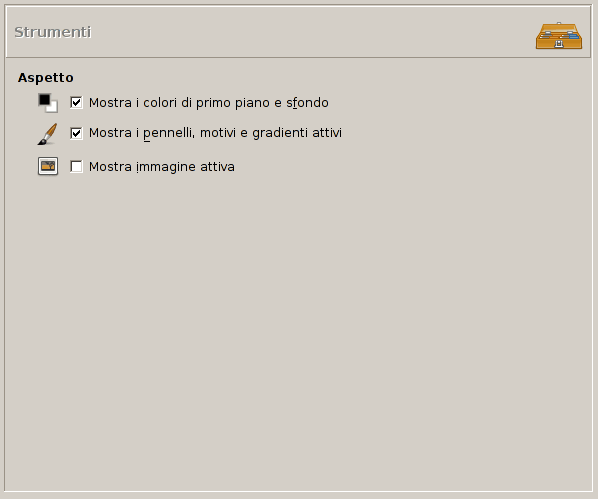 Strumenti
Aspetto
Mostra i colori di primo piano e sfondo
Mostra i pennelli, motivi e gradienti attivi
Mostra immagine attiva